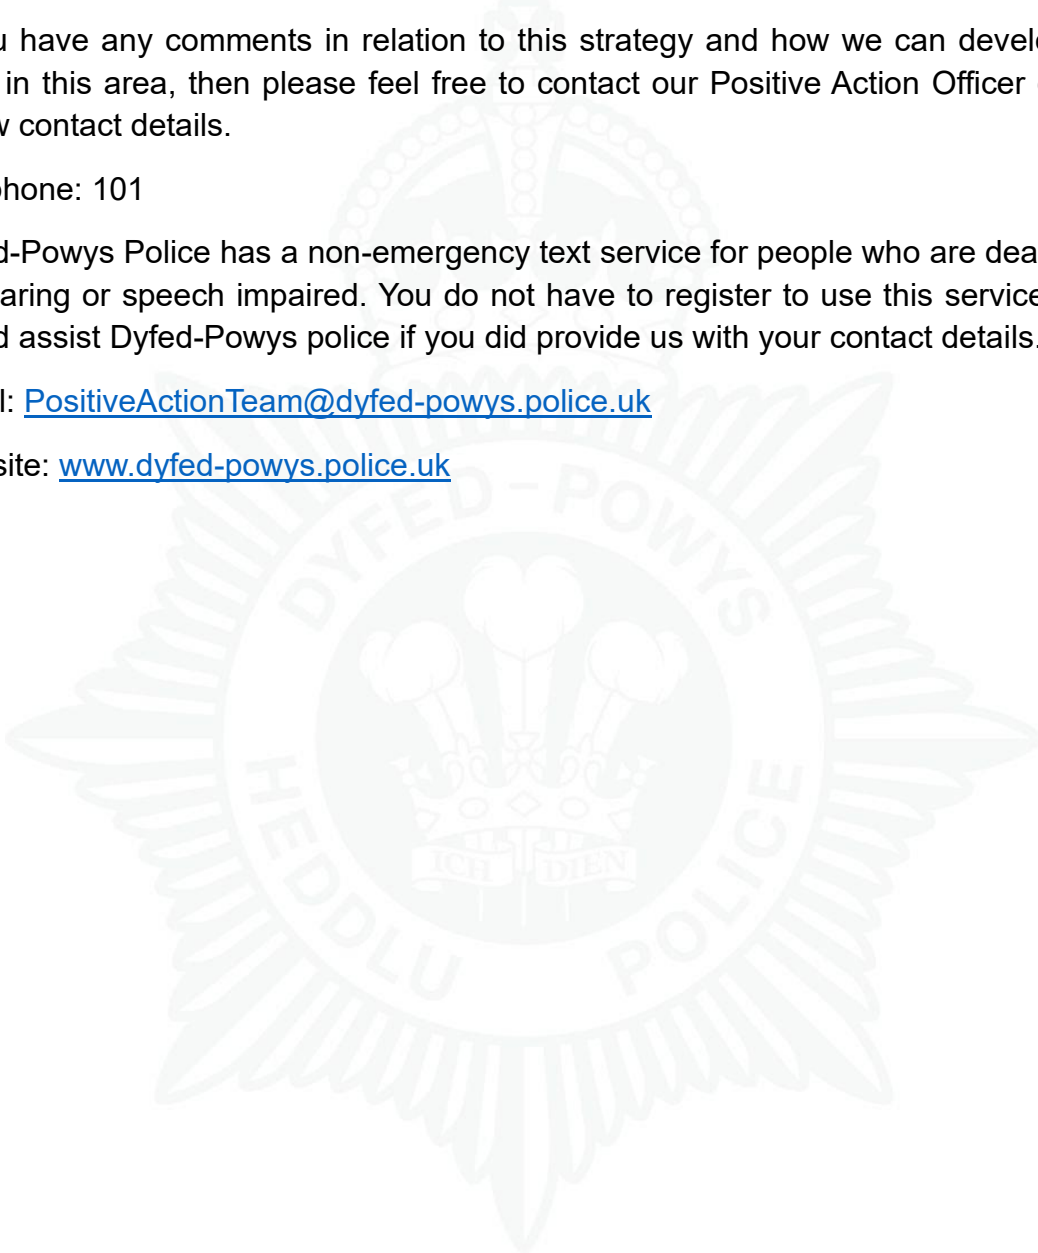 u have any comments in relation to this strategy and how we can develo
in this area, then please feel free to contact our Positive Action Officer
w contact details.
phone: 101
d-Powys Police has a non-emergency text service for people who are dea
aring or speech impaired. You do not have to register to use this service
d assist Dyfed-Powys police if you did provide us with your contact details.
l: PositiveActionTeam@dyfed-powys.police.uk
site: www.dyfed-powys.police.uk
DYFED-POWYS
ICH DIEN
HEDDLU POLICE